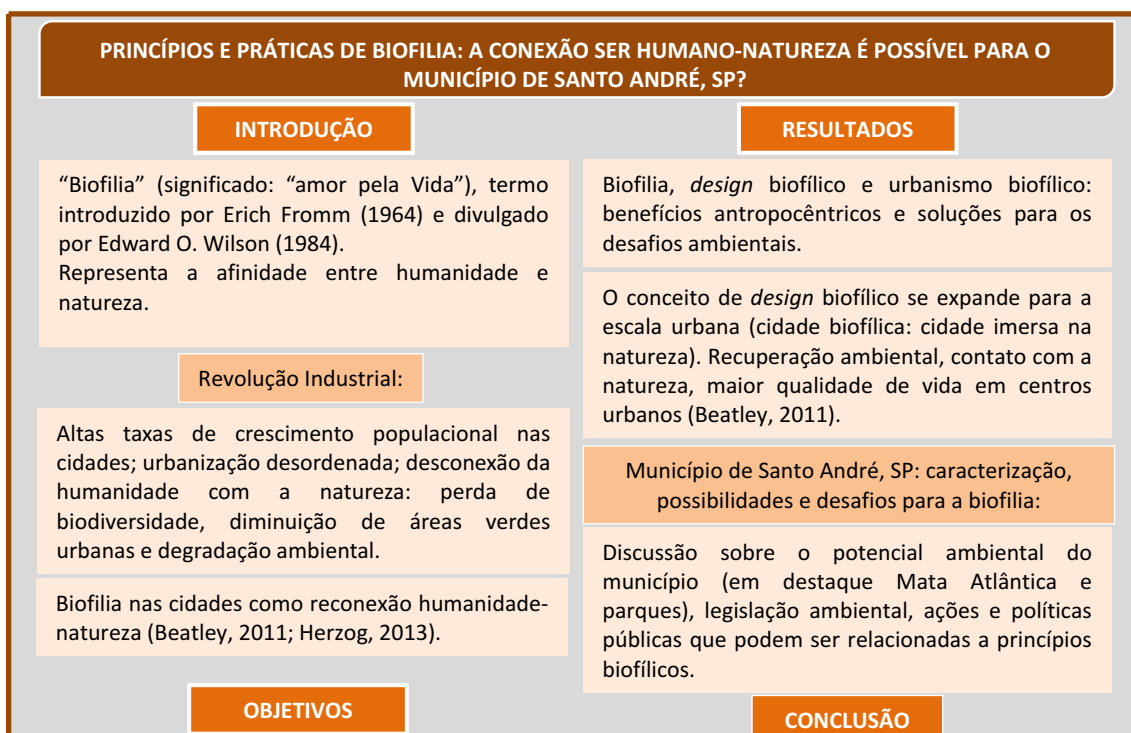 PRINCÍPIOS E PRÁTICAS DE BIOFILIA: A CONEXÃO SER HUMANO-NATUREZA É POSSÍVEL PARA O
MUNICÍPIO DE SANTO ANDRÉ, SP?
INTRODUÇÃO
“Biofilia” (significado: “amor pela Vida”), termo
introduzido por Erich Fromm (1964) e divulgado
por Edward O. Wilson (1984).
Representa a afinidade entre humanidade e
natureza.
Revolução Industrial:
Altas taxas de crescimento populacional nas
cidades; urbanização desordenada; desconexão da
humanidade com a natureza: perda de
biodiversidade, diminuição de áreas verdes
urbanas e degradação ambiental.
Biofilia nas cidades como reconexão humanidade-
natureza (Beatley, 2011; Herzog, 2013).
OBJETIVOS
RESULTADOS
Biofilia, design biofílico e urbanismo biofílico:
benefícios antropocêntricos e soluções para os
desafios ambientais.
O conceito de design biofílico se expande para a
escala urbana (cidade biofílica: cidade imersa na
natureza). Recuperação ambiental, contato com a
natureza, maior qualidade de vida em centros
urbanos (Beatley, 2011).
Município de Santo André, SP: caracterização,
possibilidades e desafios para a biofilia:
Discussão sobre o potencial ambiental do
município (em destaque Mata Atlântica e
parques), legislação ambiental, ações e políticas
públicas que podem ser relacionadas a princípios
biofílicos.
CONCLUSÃO